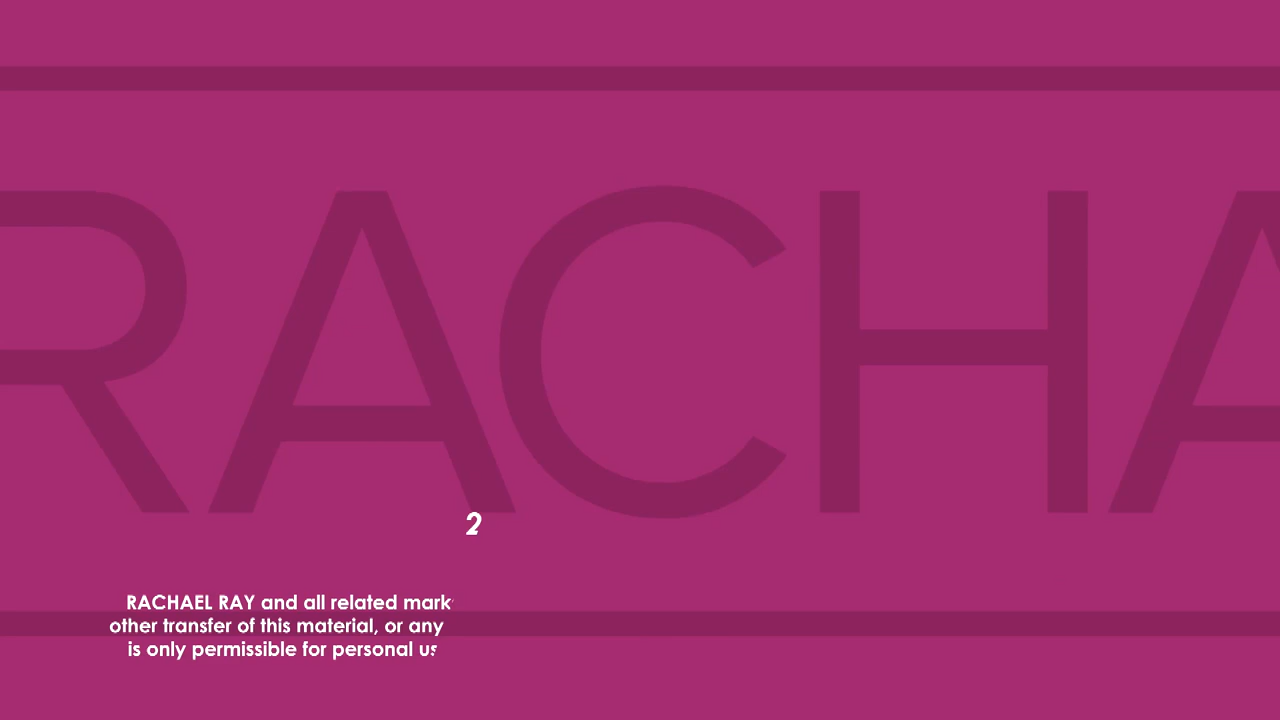 RACHA
2
RACHAEL RAY and all related mark
other transfer of this material, or any
is only permissible for personal us